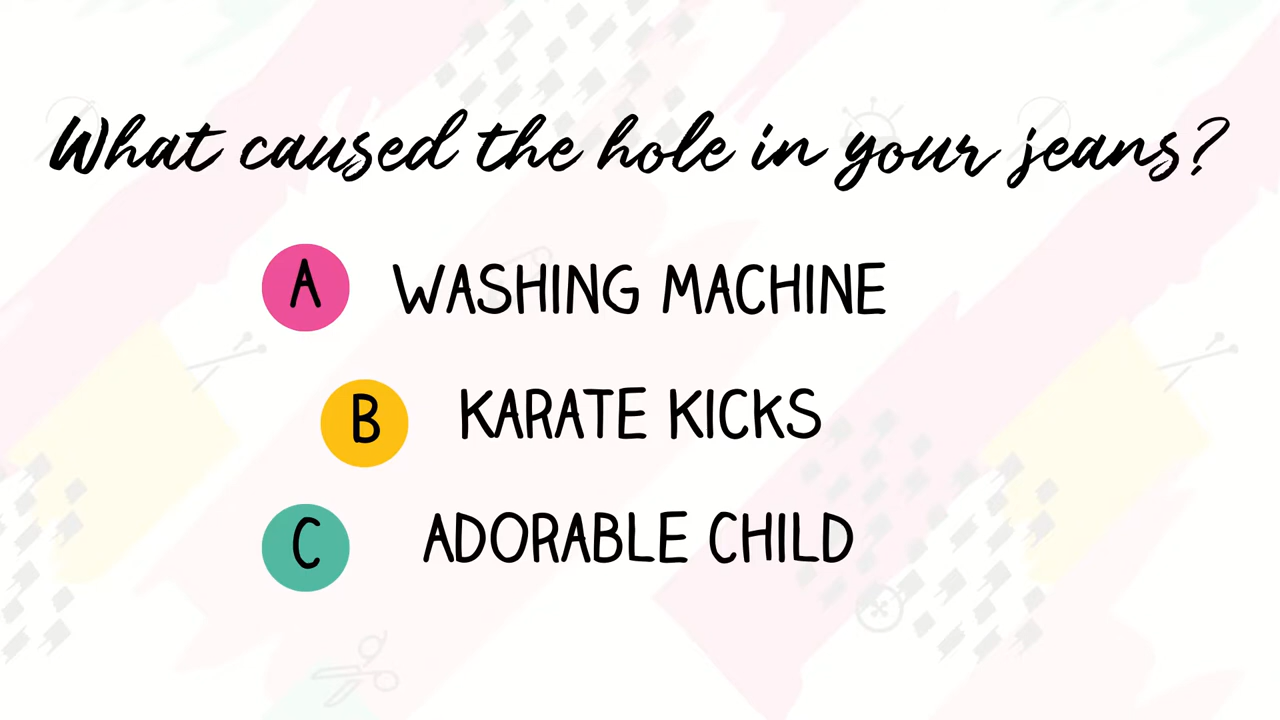 What caused the hole in your jeans?
A WASHING MACHINE
B KARATE KICKS
C ADORABLE CHILD